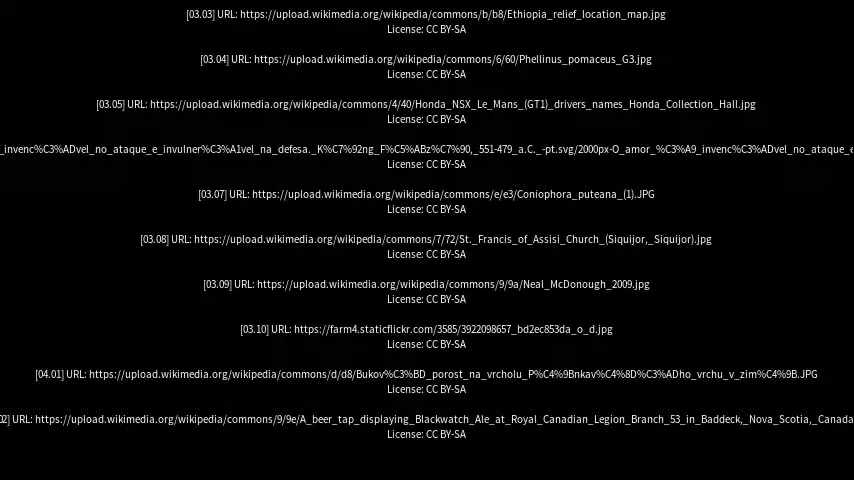 [03.03] URL: https://upload.wikimedia.org/wikipedia/commons/b/b8/Ethiopia_relief_location_map.jpg
License: CC BY-SA
[03.04] URL: https://upload.wikimedia.org/wikipedia/commons/6/60/Phellinus_pomaceus_G3.jpg
License: CC BY-SA
[03.05] URL: https://upload.wikimedia.org/wikipedia/commons/4/40/Honda_NSX_Le_Mans_(GT1)_drivers_names_Honda_Collection_Hall.jpg
License: CC BY-SA
_invenc%C3%ADvel_no_ataque_e_invulner%C3%A1vel_na_defesa._K%C7%92ng_F%C5%ABz%C7%90,_551-479_a.C._-pt.svg/2000px-O_amor_%C3%A9_invenc%C3%ADvel_no_ataque_e
License: CC BY-SA
[03.07] URL: https://upload.wikimedia.org/wikipedia/commons/e/e3/Coniophora_puteana_(1).JPG
License: CC BY-SA
[03.08] URL: https://upload.wikimedia.org/wikipedia/commons/7/72/St._Francis_of_Assisi_Church_(Siquijor,_Siquijor).jpg
License: CC BY-SA
[03.09] URL: https://upload.wikimedia.org/wikipedia/commons/9/9a/Neal_McDonough_2009.jpg
License: CC BY-SA
[03.10] URL: https://farm4.staticflickr.com/3585/3922098657_bd2ec853da_o_d.jpg
License: CC BY-SA
[04.01] URL: https://upload.wikimedia.org/wikipedia/commons/d/d8/Bukov%C3%BD_porost_na_vrcholu_P%C4%9Bnkav%C4%8D%C3%ADho_vrchu_v_zim%C4%9B.JPG
License: CC BY-SA
02] URL: https://upload.wikimedia.org/wikipedia/commons/9/9e/A_beer_tap_displaying_Blackwatch_Ale_at_Royal_Canadian_Legion_Branch_53_in_Baddeck,_Nova_Scotia,_Canada
License: CC BY-SA